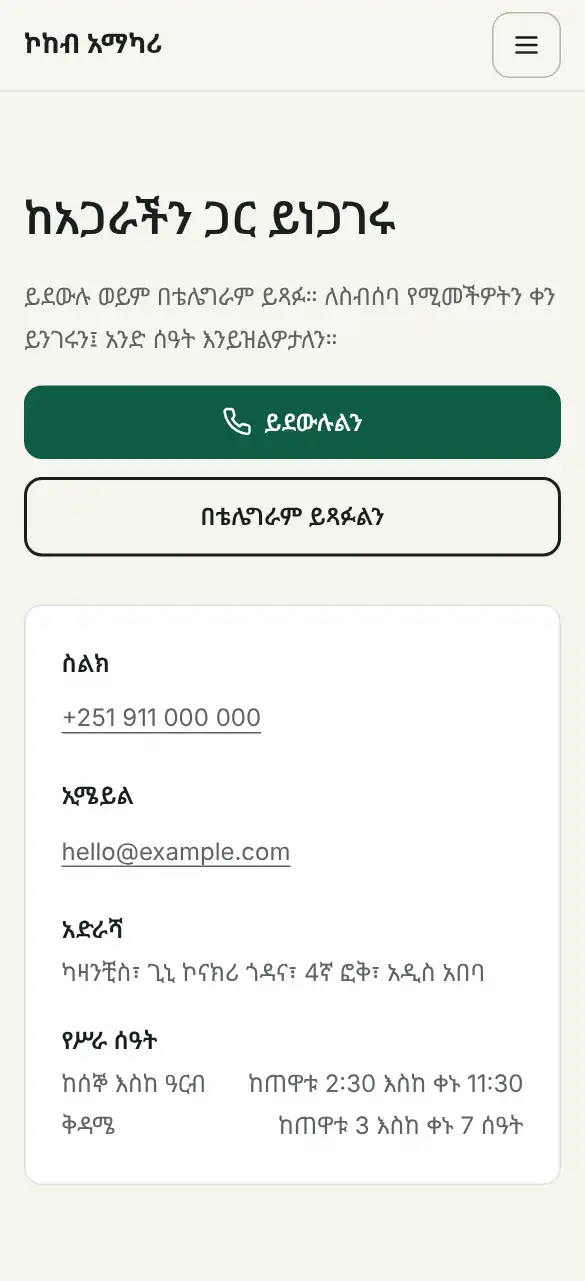 ኮከብ አማካሪ
ከአጋራችን ጋር ይነጋገሩ
ይደውሉ ወይም በቴሌግራም ይጻፉ። ለስብሰባ የሚመችዎትን ቀን
ይንገሩን፤ አንድ ሰዓት እንይዝልዎታለን።
ይደውሉልን
በቴሌግራም ይጻፉልን
ስልክ
+251 911 000 000
ኢሜይል
hello@example.com
አድራሻ
ካዛንቺስ፣ ጊኒ ኮናክሪ ጎዳና፣ 4ኛ ፎቅ፣ አዲስ አበባ
የሥራ ሰዓት
ከሰኞ እስከ ዓርብ ከጠዋቱ 2:30 እስከ ቀኑ 11:30
ቅዳሜ ከጠዋቱ 3 እስከ ቀኑ 7 ሰዓት